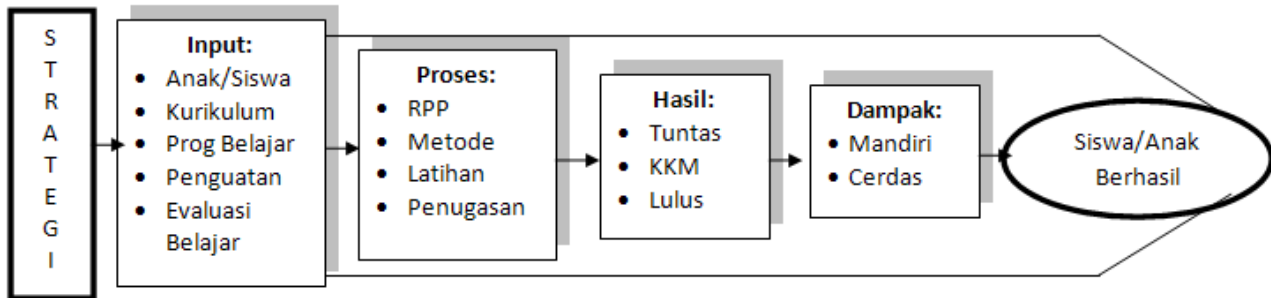 S
T
R
A
T
E
G
I
Input:
• Anak/Siswa
• Kurikulum
• Prog Belajar
• Penguatan
• Evaluasi
Belajar
Proses:
• RPP
• Metode
• Latihan
• Penugasan
Hasil:
• Tuntas
• KKM
• Lulus
Dampak:
• Mandiri
• Cerdas
Siswa/Anak
Berhasil